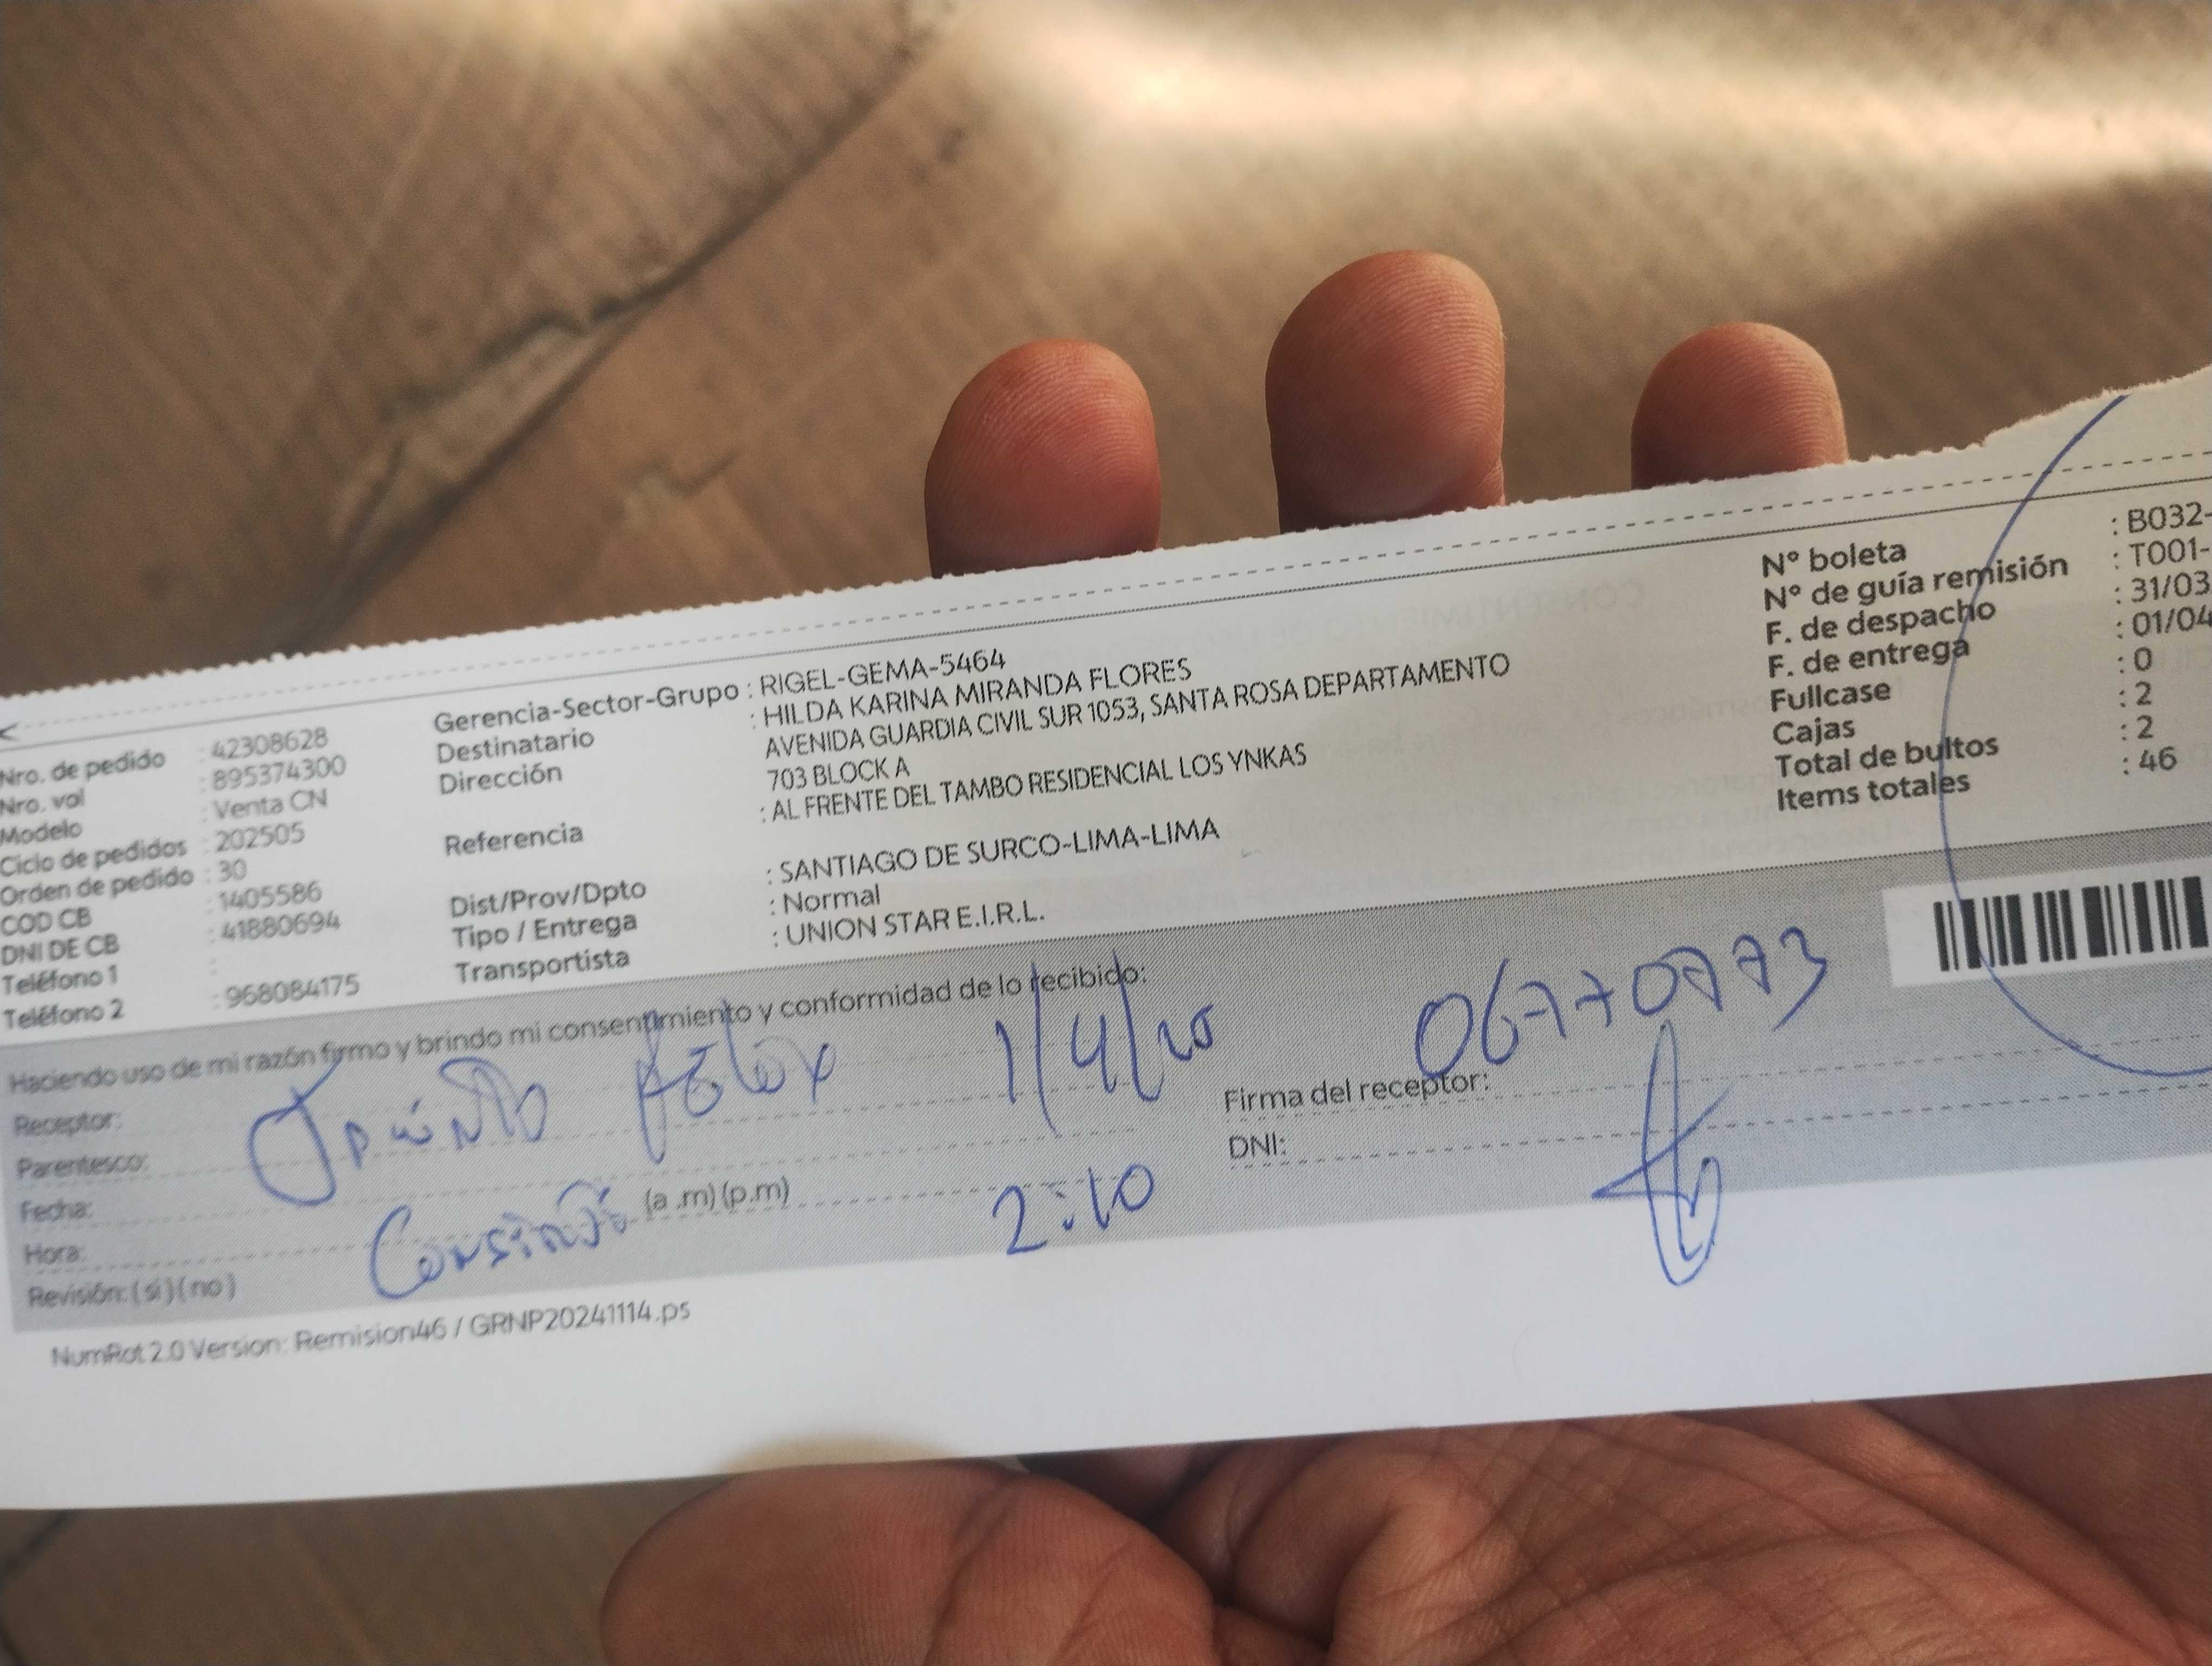 Nro. de pedido : 42308628
Nro. val : 895374300
Modelo : Venta CN
Ciclo de pedidos : 202505
Orden de pedido : 30
COD CB : 1405586
DNI DE CB : 41880694
Teléfono 1 :
Teléfono 2 : 968084175
Gerencia-Sector-Grupo : RIGEL-GEMA-5464
Destinatario : HILDA KARINA MIRANDA FLORES
Dirección AVENIDA GUARDIA CIVIL SUR 1053, SANTA ROSA DEPARTAMENTO
703 BLOCK A
Referencia : AL FRENTE DEL TAMBO RESIDENCIAL LOS YNKAS
Dist/Prov/Dpto : SANTIAGO DE SURCO-LIMA-LIMA
Tipo / Entrega : Normal
Transportista : UNION STAR E.I.R.L.
N° boleta : B032-
N° de guía remisión : T001-
F. de despacho : 31/03
F. de entrega : 01/04
Fullcase : 0
Cajas : 2
Total de bultos : 2
Items totales : 46
Haciendo uso de mi razón firmo y brindo mi consentimiento y conformidad de lo recibido:
Receptor:
Parentesco:
Fecha: 1/4/25
Hora: (a .m) (p.m) 2:10
Revisión: ( si ) ( no )
Firma del receptor:
DNI: 06770773
NumRot 2.0 Version: Remision46 / GRNP20241114.ps